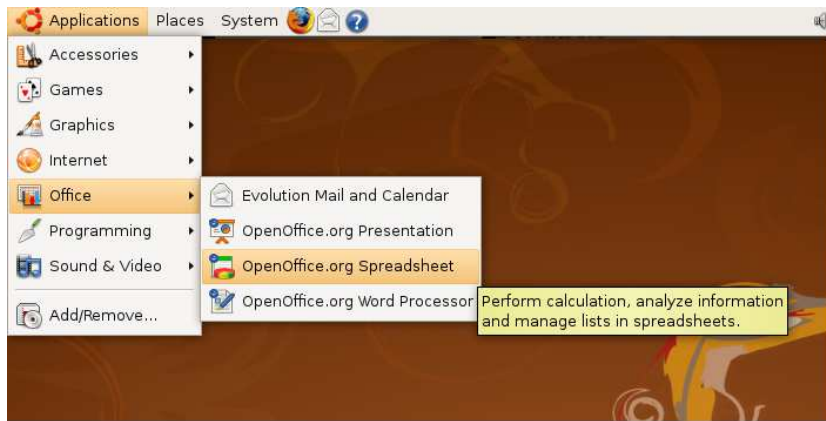 Applications Places System
Accessories
Games
Graphics
Internet
Office
Programming
Sound & Video
Add/Remove...
Evolution Mail and Calendar
OpenOffice.org Presentation
OpenOffice.org Spreadsheet
OpenOffice.org Word Processor
Perform calculation, analyze information
and manage lists in spreadsheets.